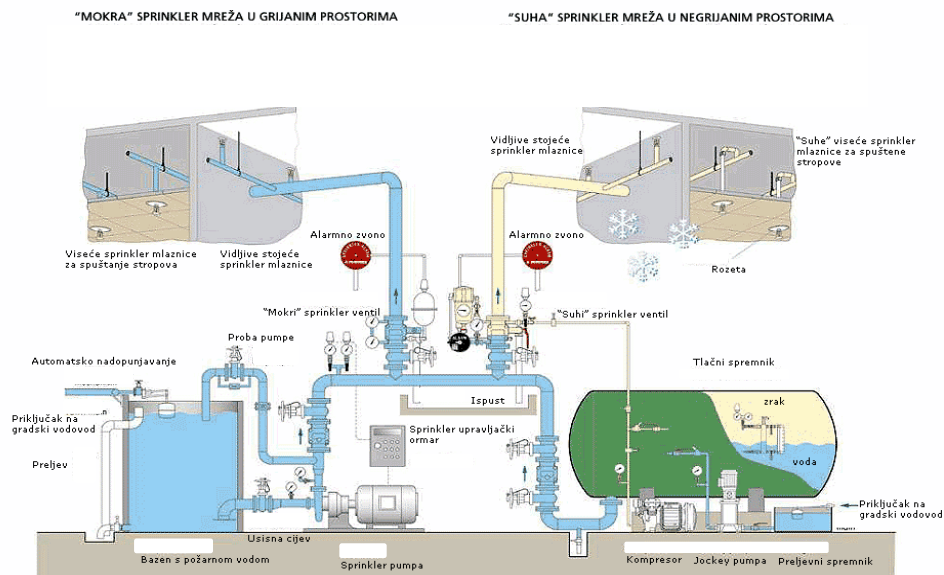 “MOKRA” SPRINKLER MREŽA U GRIJANIM PROSTORIMA
“SUHA” SPRINKLER MREŽA U NEGRIJANIM PROSTORIMA
Vidljive stojeće
sprinkler mlaznice
“Suhe” viseće sprinkler
mlaznice za spuštene
stropove
Viseće sprinkler mlaznice
za spuštanje stropova
Vidljive stojeće
sprinkler mlaznice
Alarmno zvono
Alarmno zvono
Rozeta
“Mokri” sprinkler ventil
“Suhi” sprinkler ventil
Proba pumpe
Automatsko nadopunjavanje
Tlačni spremnik
Ispust
zrak
Priključak na
gradski vodovod
Sprinkler upravljački
ormar
Preljev
voda
Priključak na
gradski vodovod
Usisna cijev
Bazen s požarnom vodom
Sprinkler pumpa
Kompresor
Jockey pumpa
Preljevni spremnik